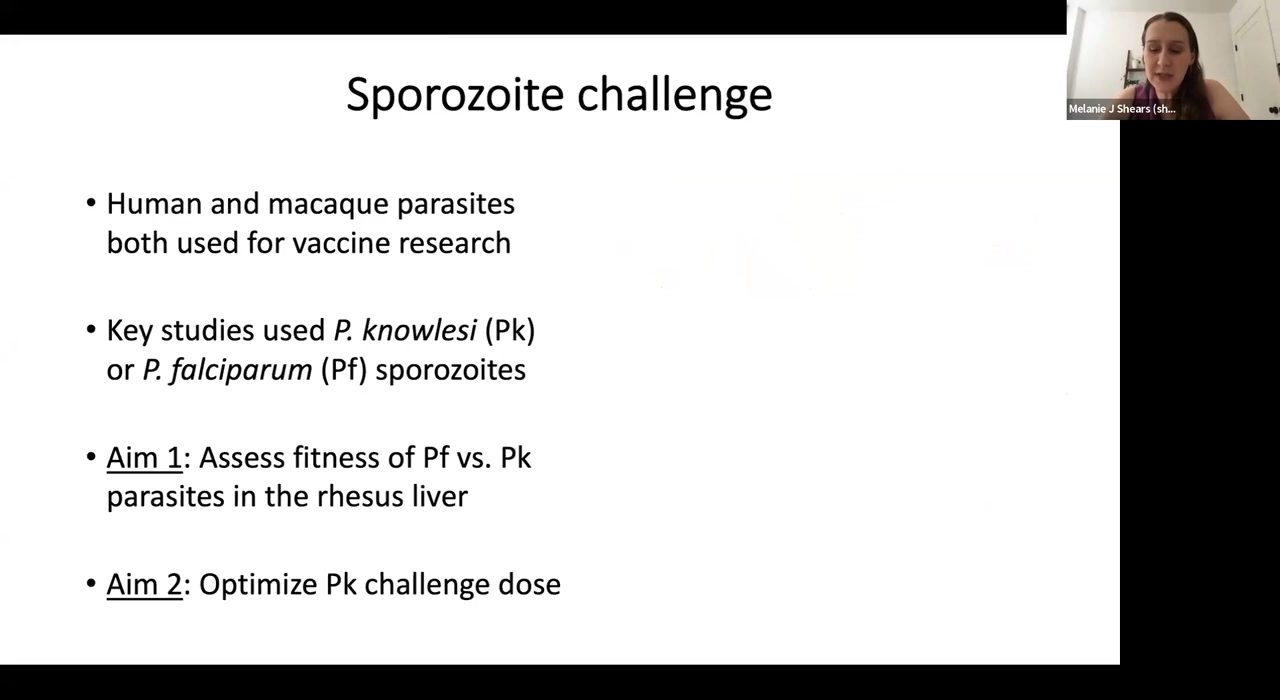 Sporozoite challenge
Melanie J Shears (sh...
• Human and macaque parasites
both used for vaccine research
• Key studies used P. knowlesi (Pk)
or P. falciparum (Pf) sporozoites
• Aim 1: Assess fitness of Pf vs. Pk
parasites in the rhesus liver
• Aim 2: Optimize Pk challenge dose